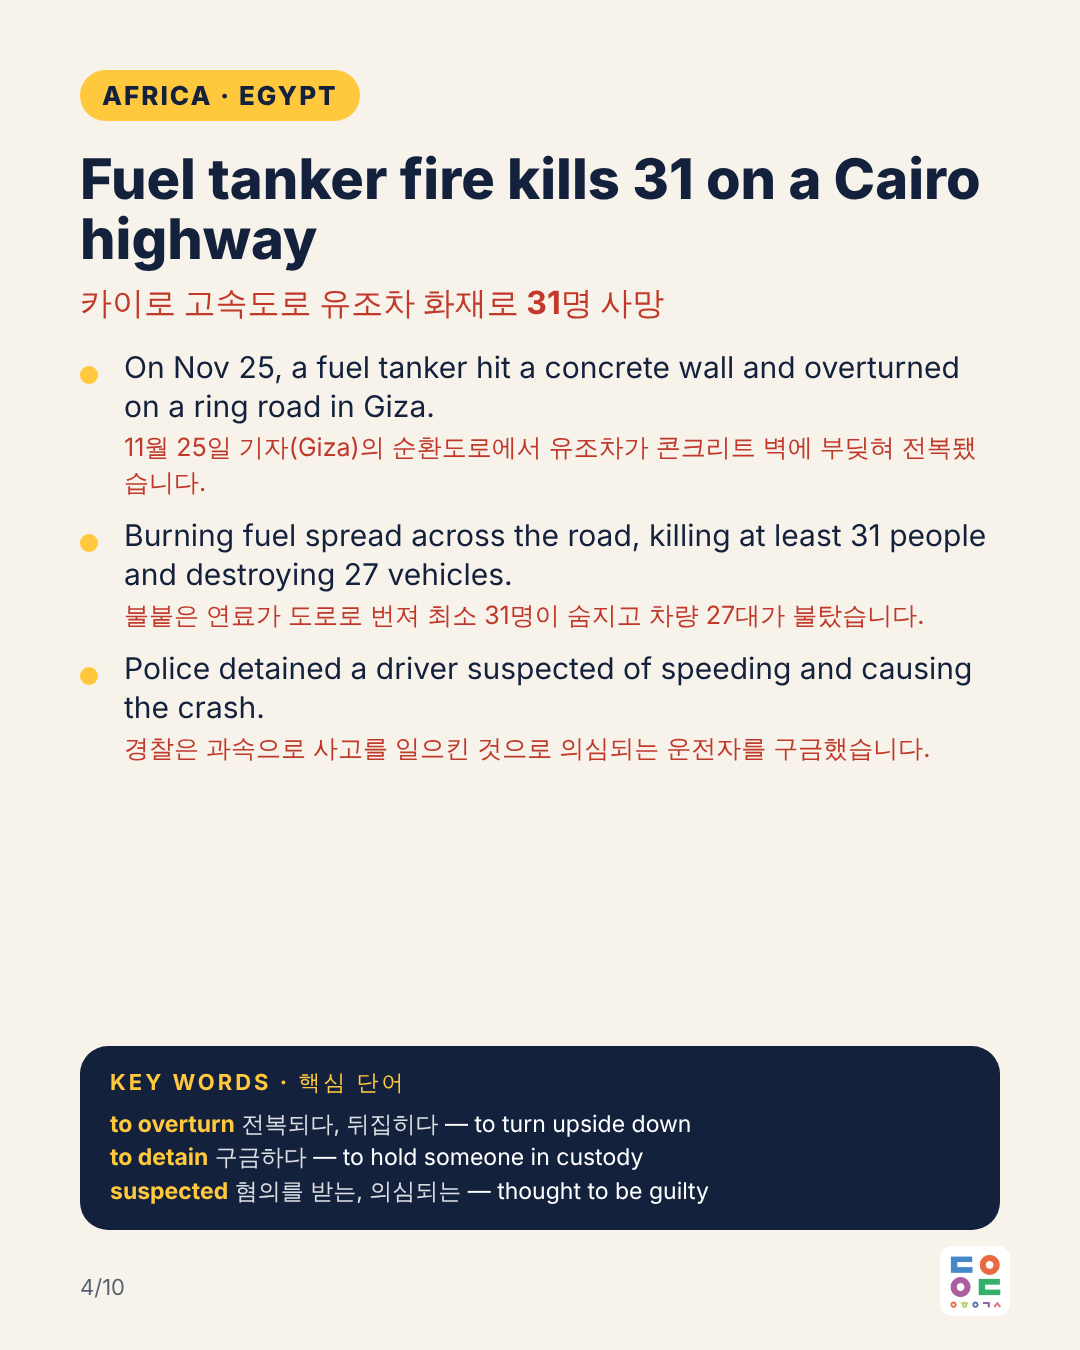 AFRICA · EGYPT
Fuel tanker fire kills 31 on a Cairo
highway
카이로 고속도로 유조차 화재로 31명 사망
On Nov 25, a fuel tanker hit a concrete wall and overturned
on a ring road in Giza.
11월 25일 기자(Giza)의 순환도로에서 유조차가 콘크리트 벽에 부딪혀 전복됐
습니다.
Burning fuel spread across the road, killing at least 31 people
and destroying 27 vehicles.
불붙은 연료가 도로로 번져 최소 31명이 숨지고 차량 27대가 불탔습니다.
Police detained a driver suspected of speeding and causing
the crash.
경찰은 과속으로 사고를 일으킨 것으로 의심되는 운전자를 구금했습니다.
KEY WORDS · 핵심 단어
to overturn 전복되다, 뒤집히다 — to turn upside down
to detain 구금하다 — to hold someone in custody
suspected 혐의를 받는, 의심되는 — thought to be guilty
4/10